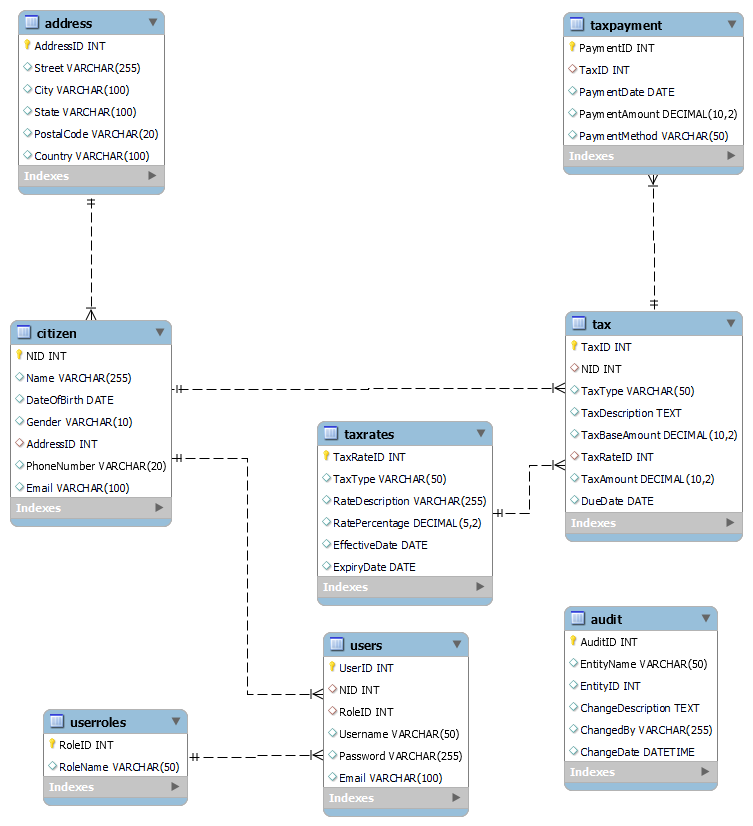 address
AddressID INT
Street VARCHAR(255)
City VARCHAR(100)
State VARCHAR(100)
PostalCode VARCHAR(20)
Country VARCHAR(100)
Indexes
taxpayment
PaymentID INT
TaxID INT
PaymentDate DATE
PaymentAmount DECIMAL(10,2)
PaymentMethod VARCHAR(50)
Indexes
citizen
NID INT
Name VARCHAR(255)
DateOfBirth DATE
Gender VARCHAR(10)
AddressID INT
PhoneNumber VARCHAR(20)
Email VARCHAR(100)
Indexes
tax
TaxID INT
NID INT
TaxType VARCHAR(50)
TaxDescription TEXT
TaxBaseAmount DECIMAL(10,2)
TaxRateID INT
TaxAmount DECIMAL(10,2)
DueDate DATE
Indexes
taxrates
TaxRateID INT
TaxType VARCHAR(50)
RateDescription VARCHAR(255)
RatePercentage DECIMAL(5,2)
EffectiveDate DATE
ExpiryDate DATE
Indexes
users
UserID INT
NID INT
RoleID INT
Username VARCHAR(50)
Password VARCHAR(255)
Email VARCHAR(100)
Indexes
userroles
RoleID INT
RoleName VARCHAR(50)
Indexes
audit
AuditID INT
EntityName VARCHAR(50)
EntityID INT
ChangeDescription TEXT
ChangedBy VARCHAR(255)
ChangeDate DATETIME
Indexes